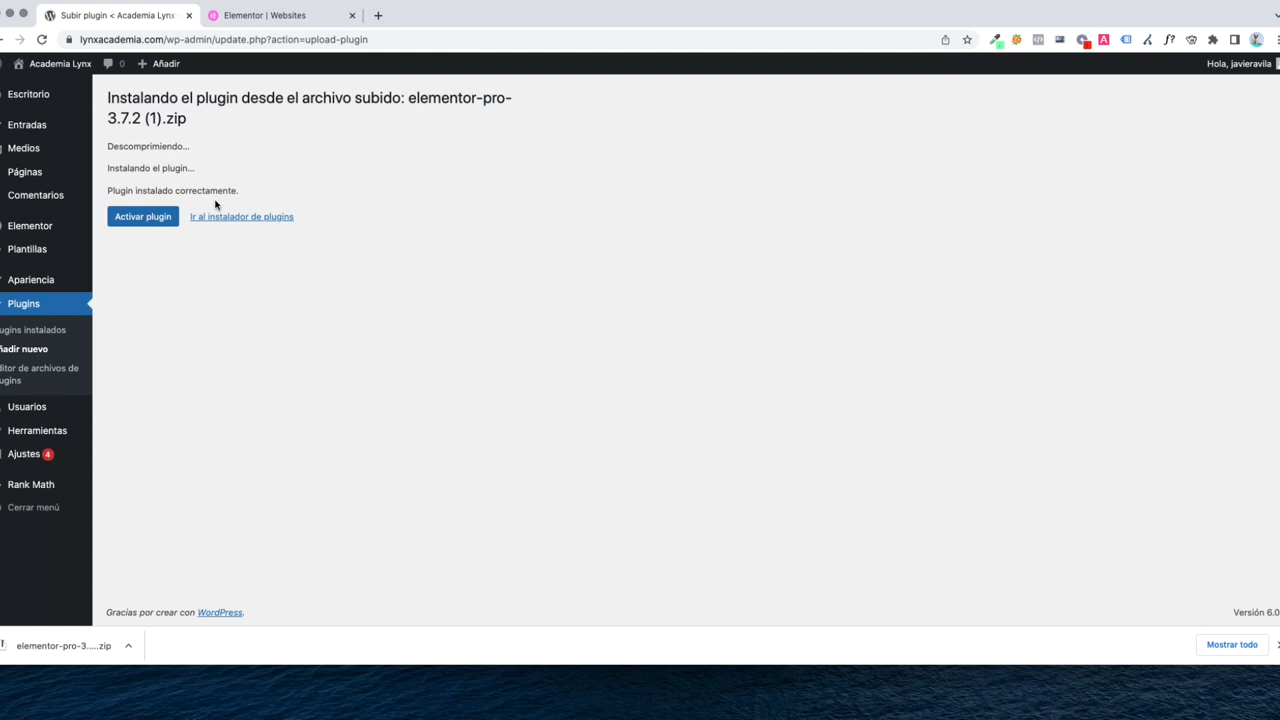 Subir plugin < Academia Lynx
Elementor | Websites
lynxacademia.com/wp-admin/update.php?action=upload-plugin
Academia Lynx
0
Añadir
Hola, javieravila
Escritorio
Entradas
Medios
Páginas
Comentarios
Elementor
Plantillas
Apariencia
Plugins
ugins instalados
ñadir nuevo
ditor de archivos de
ugins
Usuarios
Herramientas
Ajustes 4
Rank Math
Cerrar menú
Instalando el plugin desde el archivo subido: elementor-pro-
3.7.2 (1).zip
Descomprimiendo...
Instalando el plugin...
Plugin instalado correctamente.
Activar plugin
Ir al instalador de plugins
Gracias por crear con WordPress.
Versión 6.0
elementor-pro-3.....zip
Mostrar todo